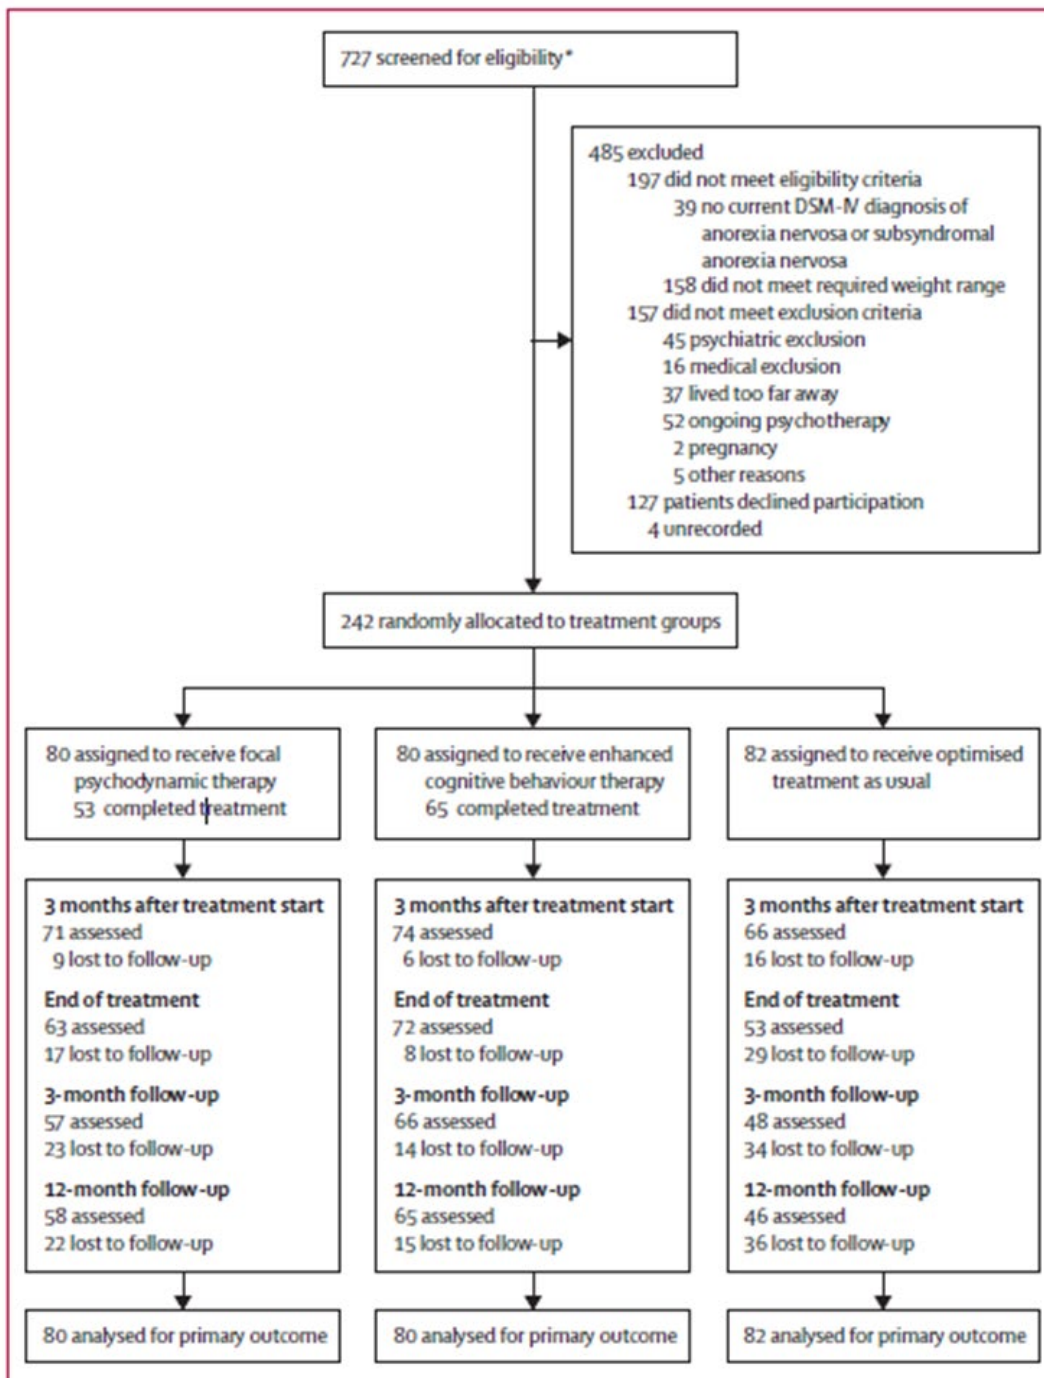 727 screened for eligibility*
485 excluded
197 did not meet eligibility criteria
39 no current DSM-IV diagnosis of
anorexia nervosa or subsyndromal
anorexia nervosa
158 did not meet required weight range
157 did not meet exclusion criteria
45 psychiatric exclusion
16 medical exclusion
37 lived too far away
52 ongoing psychotherapy
2 pregnancy
5 other reasons
127 patients declined participation
4 unrecorded
242 randomly allocated to treatment groups
80 assigned to receive focal
psychodynamic therapy
53 completed treatment
80 assigned to receive enhanced
cognitive behaviour therapy
65 completed treatment
82 assigned to receive optimised
treatment as usual
3 months after treatment start
71 assessed
9 lost to follow-up
End of treatment
63 assessed
17 lost to follow-up
3-month follow-up
57 assessed
23 lost to follow-up
12-month follow-up
58 assessed
22 lost to follow-up
3 months after treatment start
74 assessed
6 lost to follow-up
End of treatment
72 assessed
8 lost to follow-up
3-month follow-up
66 assessed
14 lost to follow-up
12-month follow-up
65 assessed
15 lost to follow-up
3 months after treatment start
66 assessed
16 lost to follow-up
End of treatment
53 assessed
29 lost to follow-up
3-month follow-up
48 assessed
34 lost to follow-up
12-month follow-up
46 assessed
36 lost to follow-up
80 analysed for primary outcome
80 analysed for primary outcome
82 analysed for primary outcome